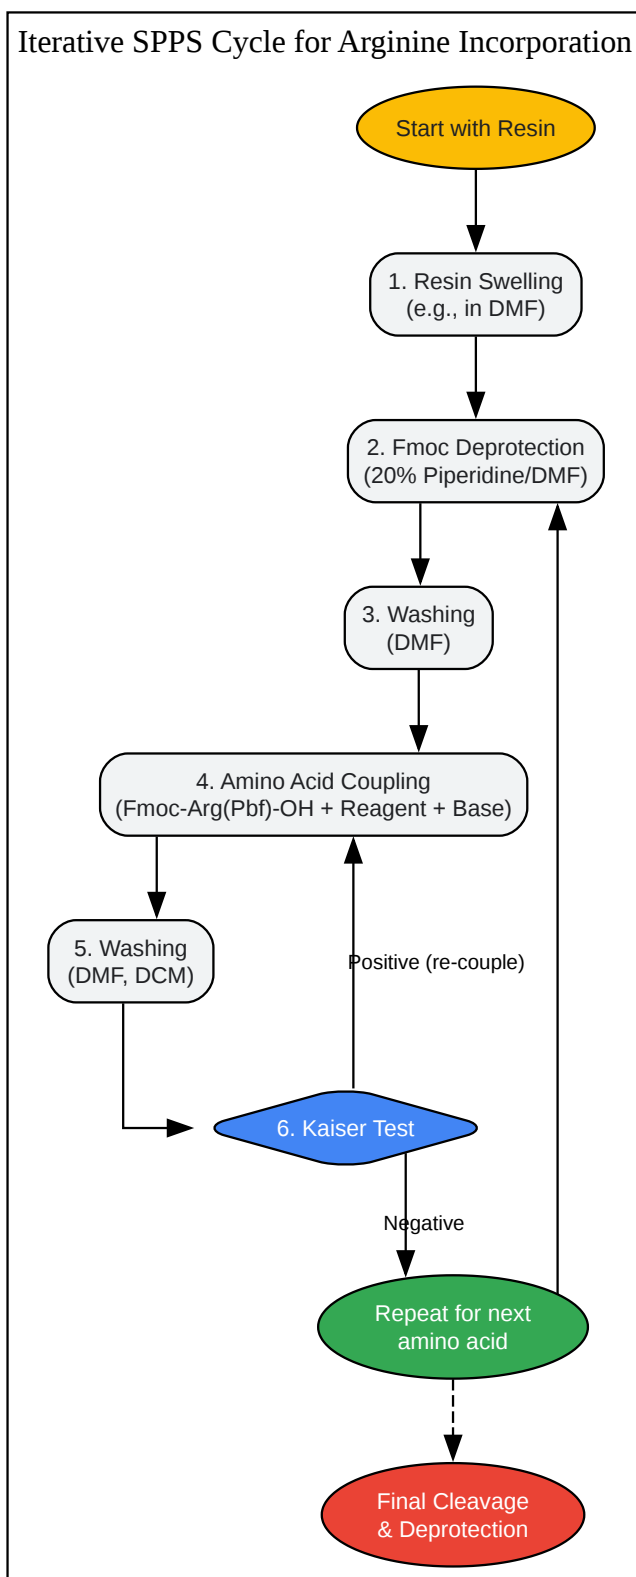 Iterative SPPS Cycle for Arginine Incorporation
Start with Resin
1. Resin Swelling
(e.g., in DMF)
2. Fmoc Deprotection
(20% Piperidine/DMF)
3. Washing
(DMF)
4. Amino Acid Coupling
(Fmoc-Arg(Pbf)-OH + Reagent + Base)
5. Washing
(DMF, DCM)
Positive (re-couple)
6. Kaiser Test
Negative
Repeat for next
amino acid
Final Cleavage
& Deprotection